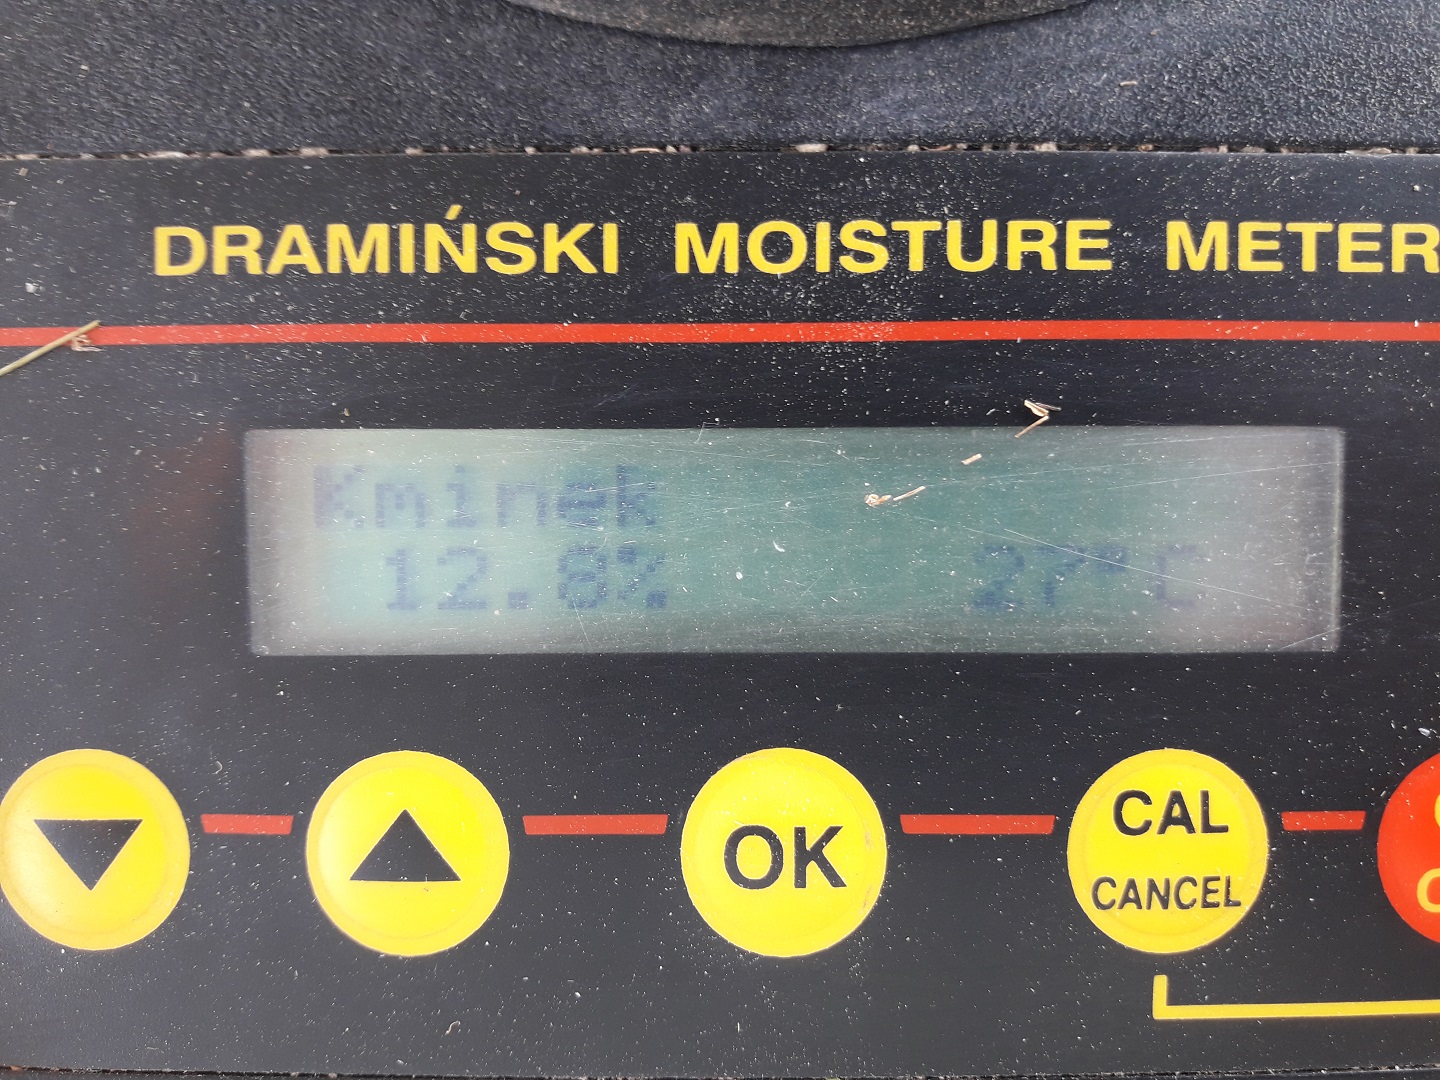 DRAMIŃSKI MOISTURE METER
Kminek
12.8% 27°C
OK
CAL
CANCEL